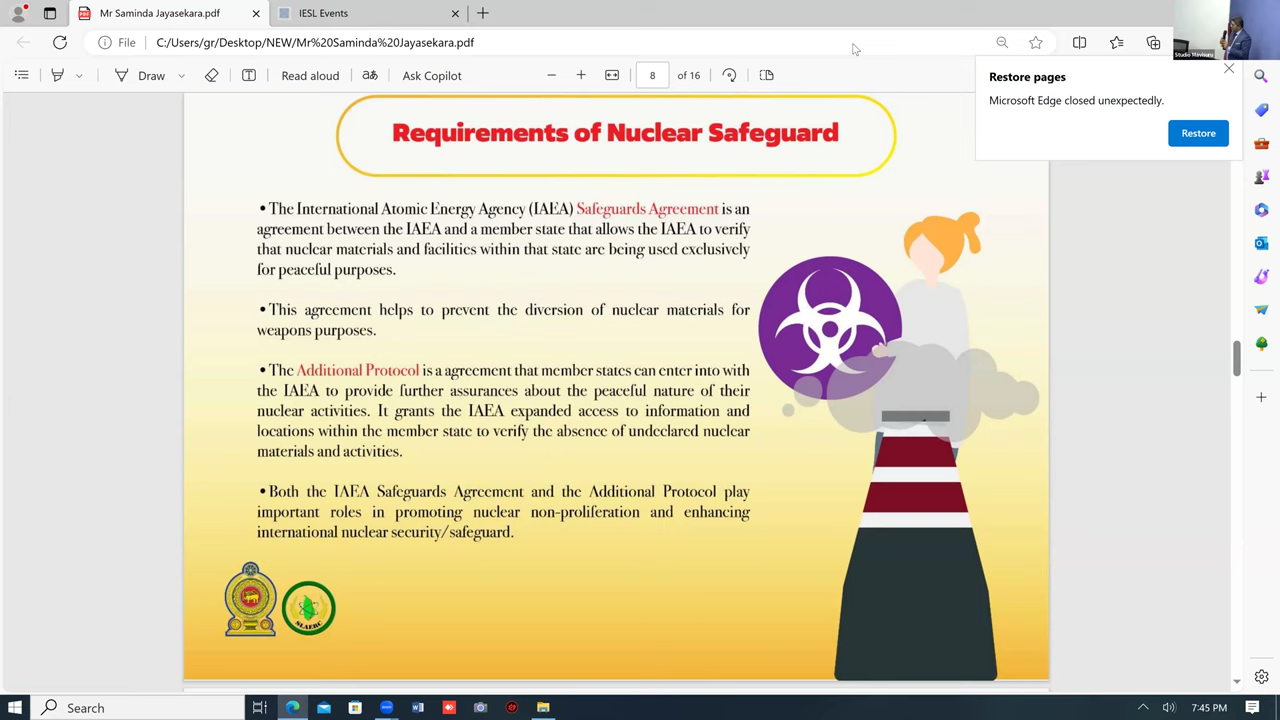 Mr Saminda Jayasekara.pdf
IESL Events
File
C:/Users/gr/Desktop/NEW/Mr%20Saminda%20Jayasekara.pdf
Studio Mavisuru
Draw
Read aloud
Ask Copilot
8
of 16
Restore pages
Microsoft Edge closed unexpectedly.
Restore
Requirements of Nuclear Safeguard
•The International Atomic Energy Agency (IAEA) Safeguards Agreement is an
agreement between the IAEA and a member state that allows the IAEA to verify
that nuclear materials and facilities within that state are being used exclusively
for peaceful purposes.
•This agreement helps to prevent the diversion of nuclear materials for
weapons purposes.
•The Additional Protocol is a agreement that member states can enter into with
the IAEA to provide further assurances about the peaceful nature of their
nuclear activities. It grants the IAEA expanded access to information and
locations within the member state to verify the absence of undeclared nuclear
materials and activities.
•Both the IAEA Safeguards Agreement and the Additional Protocol play
important roles in promoting nuclear non-proliferation and enhancing
international nuclear security/safeguard.
SLAERC
Search
7:45 PM